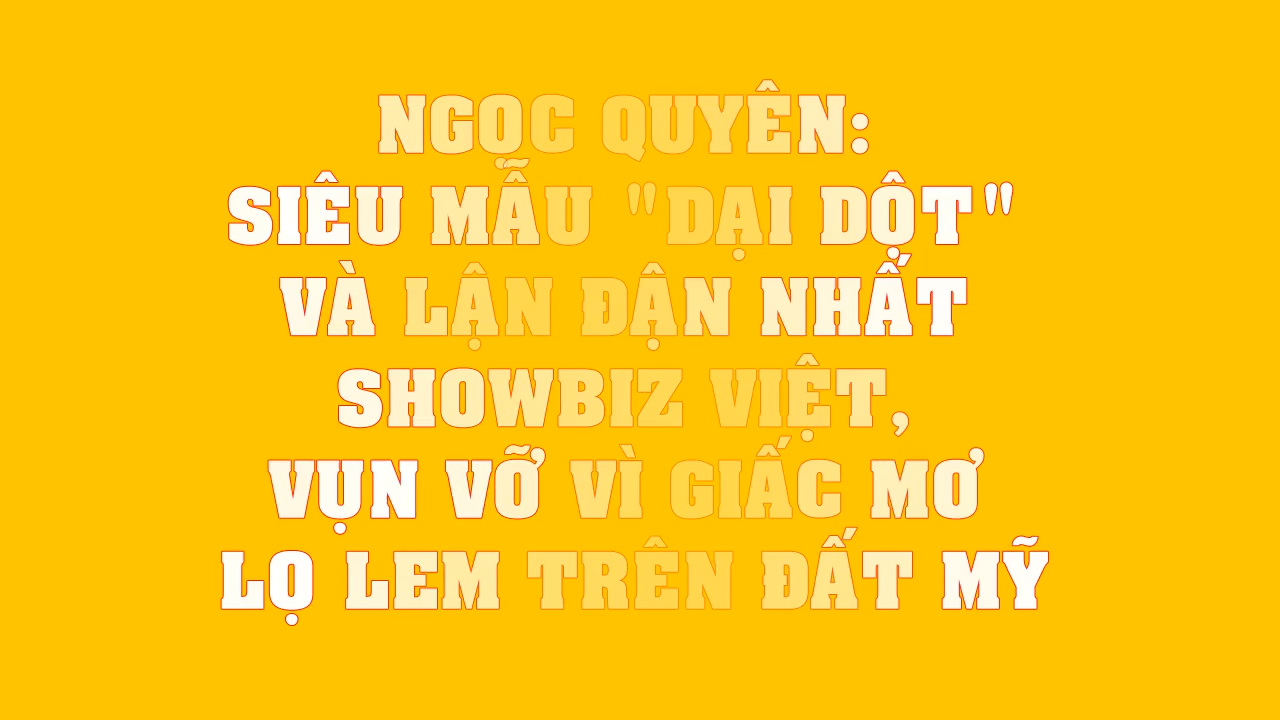 NGỌC QUYÊN:
SIÊU MẪU "DẠI DỘT"
VÀ LẬN ĐẬN NHẤT
SHOWBIZ VIỆT,
VỤN VỠ VÌ GIẤC MƠ
LỌ LEM TRÊN ĐẤT MỸ